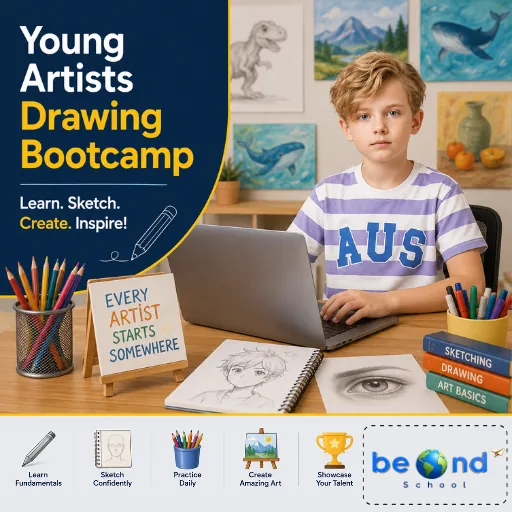 Young
Artists
Drawing
Bootcamp
Learn. Sketch.
Create. Inspire!
AUS
EVERY
ARTIST
STARTS
SOMEWHERE
SKETCHING
DRAWING
ART BASICS
Learn
Fundamentals
Sketch
Confidently
Practice
Daily
Create
Amazing Art
Showcase
Your Talent
beyond
School